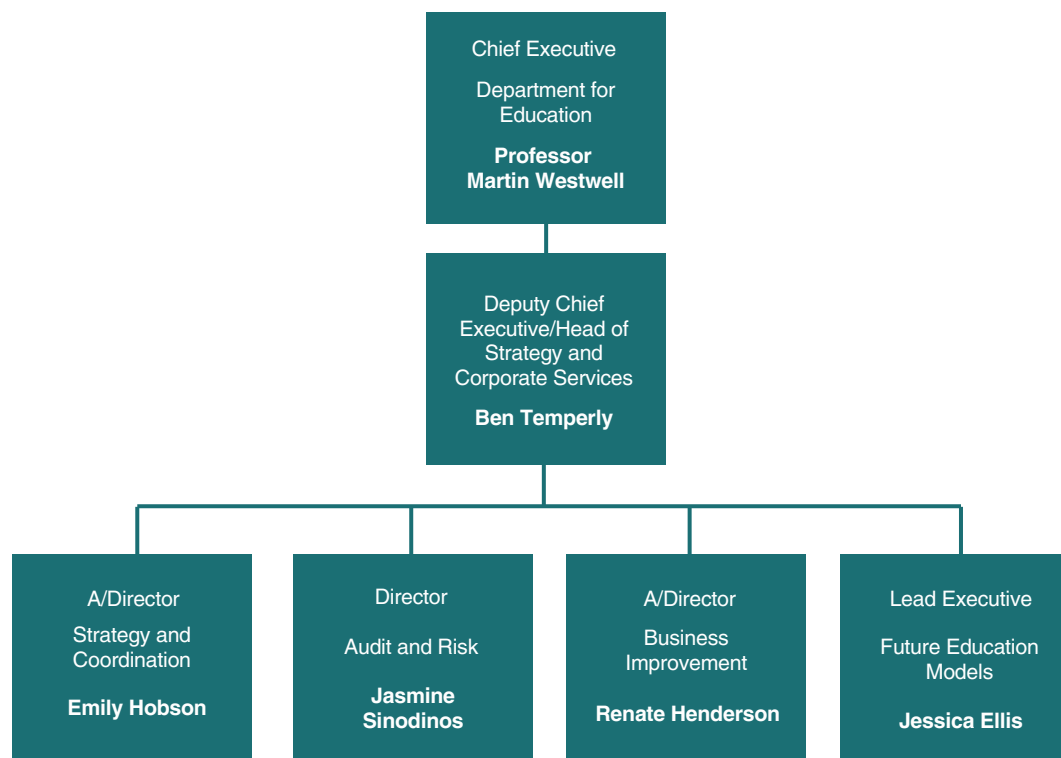 Chief Executive
Department for
Education
Professor
Martin Westwell
Deputy Chief
Executive/Head of
Strategy and
Corporate Services
Ben Temperly
A/Director
Strategy and
Coordination
Emily Hobson
Director
Audit and Risk
Jasmine
Sinodinos
A/Director
Business
Improvement
Renate Henderson
Lead Executive
Future Education
Models
Jessica Ellis